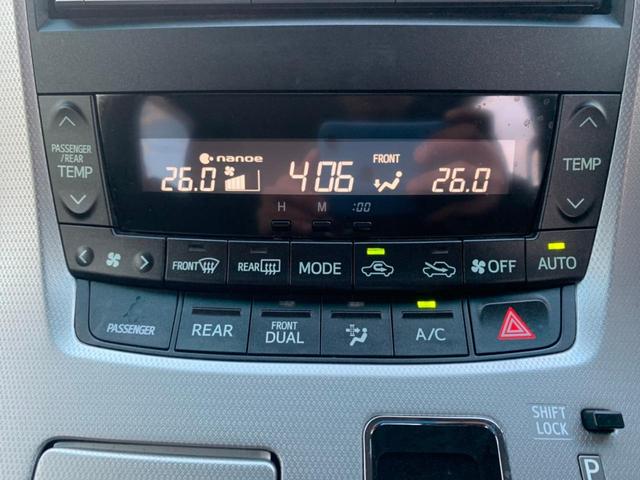 nanoe
FRONT
26.0 4:06 26.0
H M :00
PASSENGER
/REAR
TEMP
TEMP
FRONT REAR MODE OFF AUTO
PASSENGER REAR FRONT
DUAL A/C
SHIFT
LOCK
P